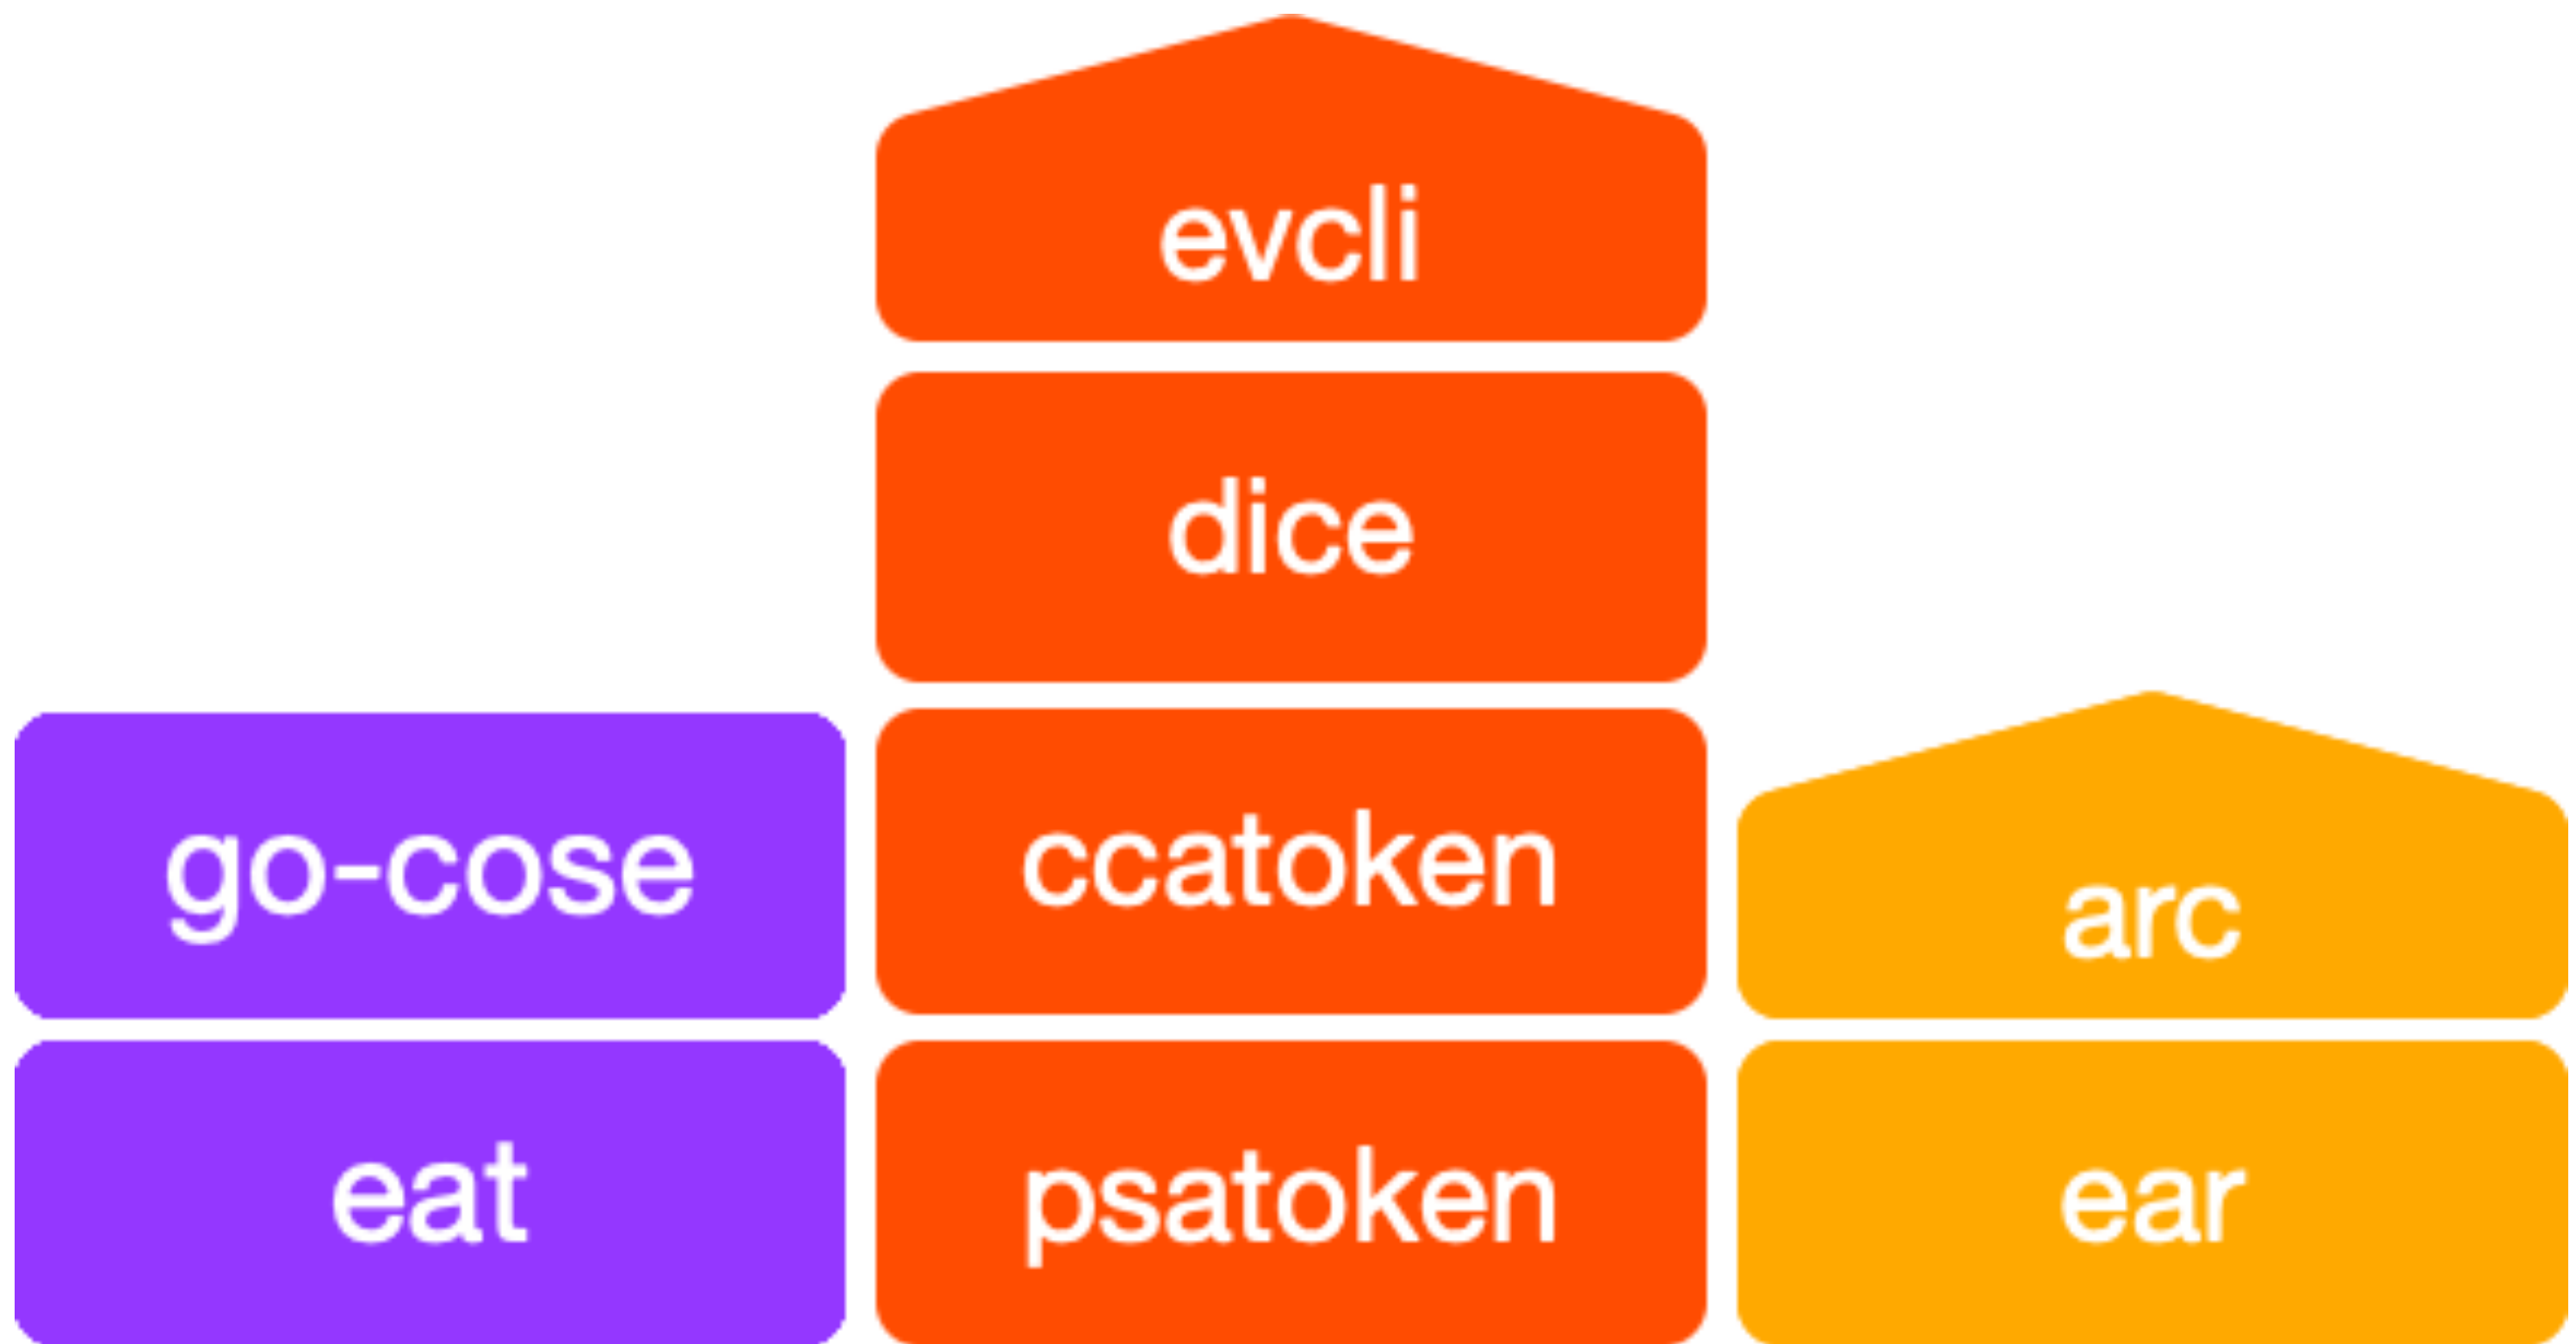 evcli
dice
go-cose
ccatoken
arc
eat
psatoken
ear